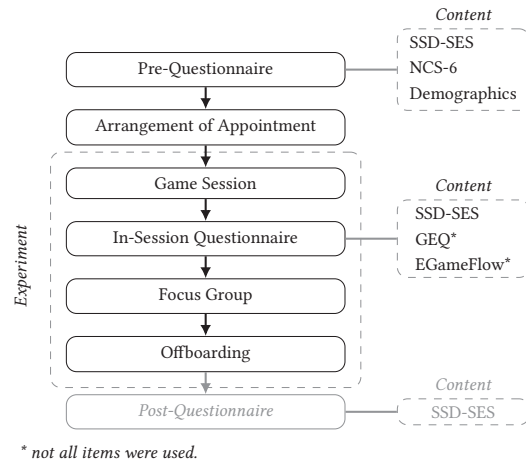 Content
SSD-SES
NCS-6
Demographics
Pre-Questionnaire
Arrangement of Appointment
Experiment
Game Session
In-Session Questionnaire
Content
SSD-SES
GEQ*
EGameFlow*
Focus Group
Offboarding
Post-Questionnaire
Content
SSD-SES
* not all items were used.